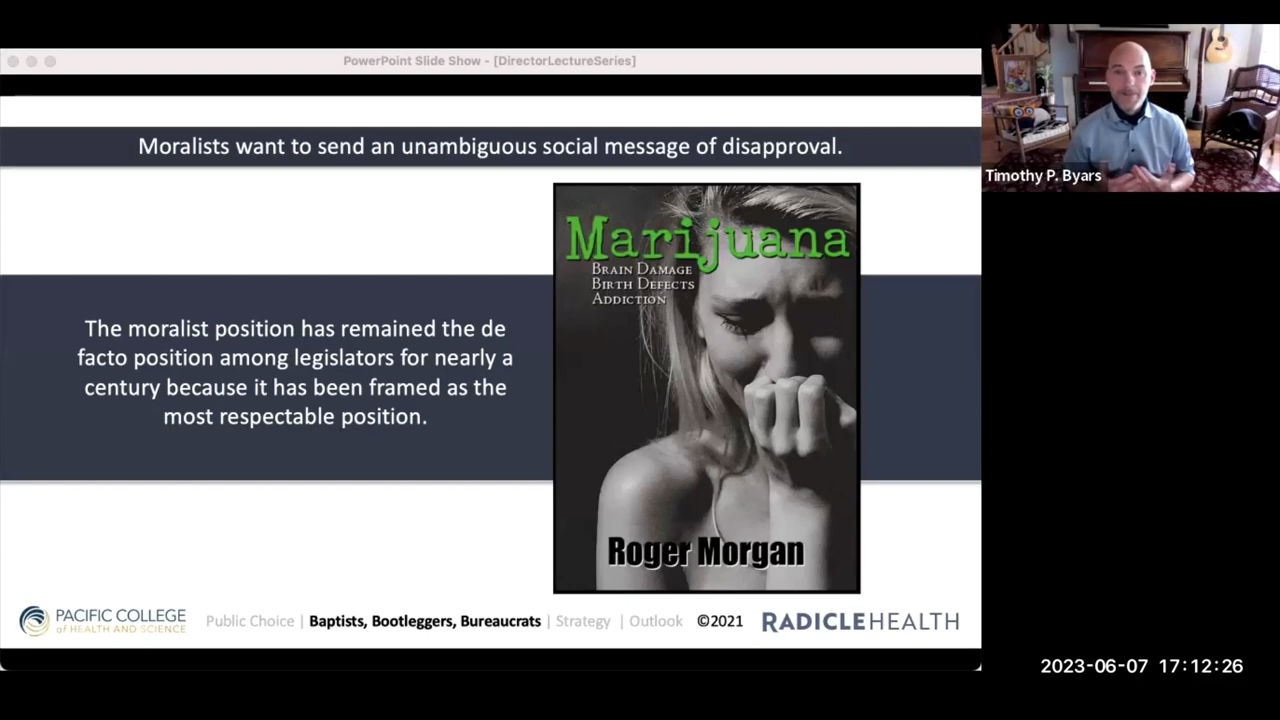 PowerPoint Slide Show - [DirectorLectureSeries]
Moralists want to send an unambiguous social message of disapproval.
The moralist position has remained the de
facto position among legislators for nearly a
century because it has been framed as the
most respectable position.
Marijuana
BRAIN DAMAGE
BIRTH DEFECTS
ADDICTION
Roger Morgan
PACIFIC COLLEGE
of HEALTH AND SCIENCE
Public Choice | Baptists, Bootleggers, Bureaucrats | Strategy | Outlook ©2021
RADICLEHEALTH
Timothy P. Byars
2023-06-07 17:12:26